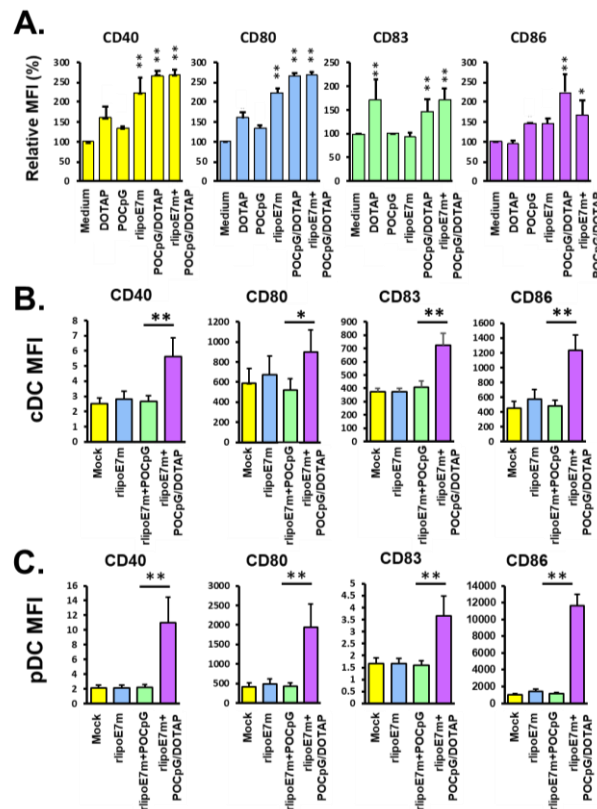 A.
CD40 CD80 CD83 CD86
Relative MFI (%)
300 250 200 150 100 50 0
** ** **
Medium DOTAP POCpG rlipoE7m POCpG/DOTAP rlipoE7m+ POCpG/DOTAP
300 250 200 150 100 50 0
** ** **
Medium DOTAP POCpG rlipoE7m POCpG/DOTAP rlipoE7m+ POCpG/DOTAP
300 250 200 150 100 50 0
** ** **
Medium DOTAP POCpG rlipoE7m POCpG/DOTAP rlipoE7m+ POCpG/DOTAP
300 250 200 150 100 50 0
** *
Medium DOTAP POCpG rlipoE7m POCpG/DOTAP rlipoE7m+ POCpG/DOTAP
B.
CD40 CD80 CD83 CD86
cDC MFI
8 7 6 5 4 3 2 1 0
**
Mock rlipoE7m rlipoE7m+POCpG rlipoE7m+ POCpG/DOTAP
1200 1000 800 600 400 200 0
*
Mock rlipoE7m rlipoE7m+POCpG rlipoE7m+ POCpG/DOTAP
900 800 700 600 500 400 300 200 100 0
**
Mock rlipoE7m rlipoE7m+POCpG rlipoE7m+ POCpG/DOTAP
1600 1400 1200 1000 800 600 400 200 0
**
Mock rlipoE7m rlipoE7m+POCpG rlipoE7m+ POCpG/DOTAP
C.
CD40 CD80 CD83 CD86
pDC MFI
16 14 12 10 8 6 4 2 0
**
Mock rlipoE7m rlipoE7m+POCpG rlipoE7m+ POCpG/DOTAP
3000 2500 2000 1500 1000 500 0
**
Mock rlipoE7m rlipoE7m+POCpG rlipoE7m+ POCpG/DOTAP
5 4.5 4 3.5 3 2.5 2 1.5 1 0.5 0
**
Mock rlipoE7m rlipoE7m+POCpG rlipoE7m+ POCpG/DOTAP
14000 12000 10000 8000 6000 4000 2000 0
**
Mock rlipoE7m rlipoE7m+POCpG rlipoE7m+ POCpG/DOTAP